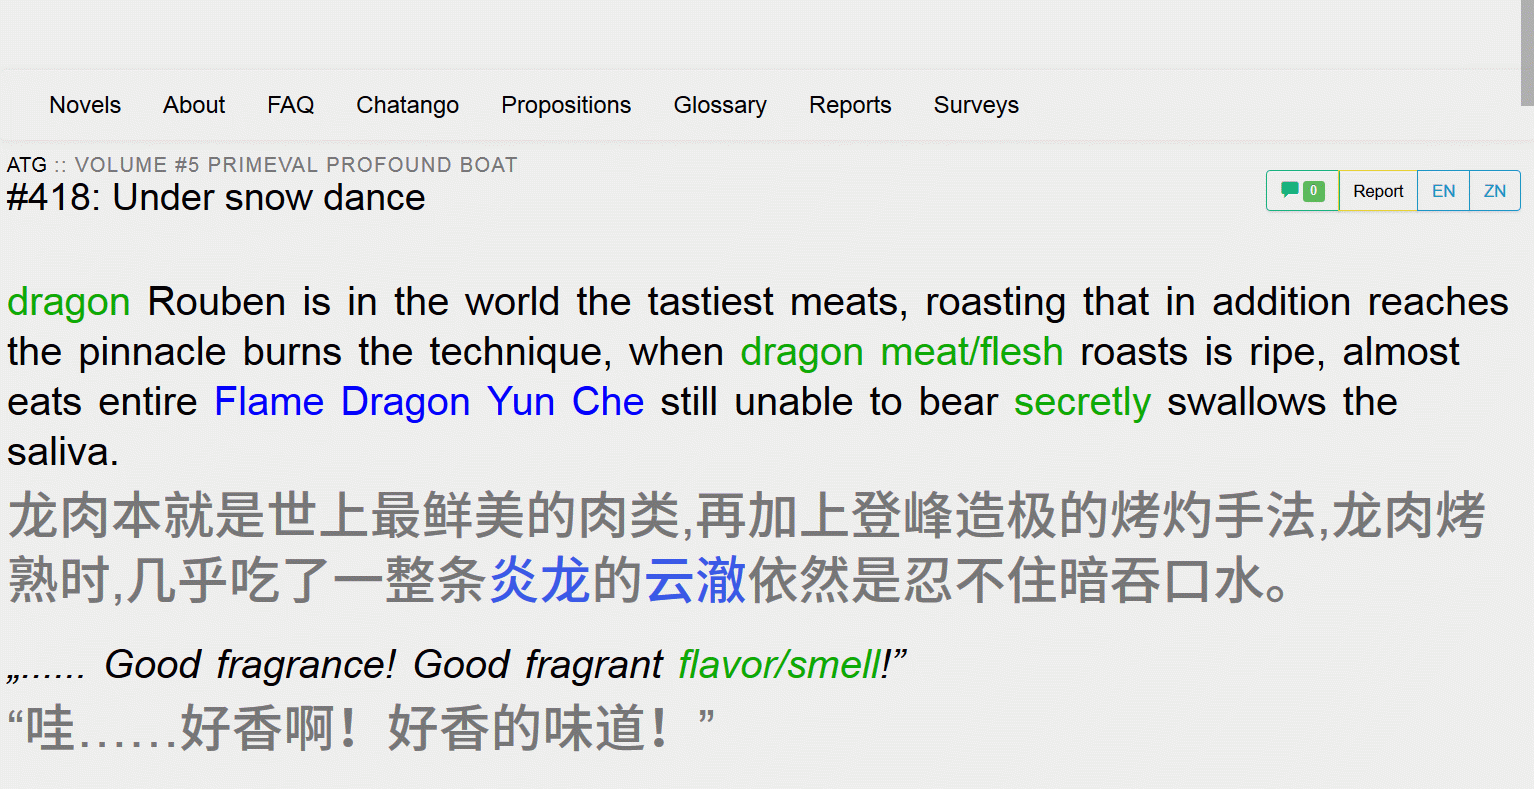 Novels About FAQ Chatango Propositions Glossary Reports Surveys
ATG :: VOLUME #5 PRIMEVAL PROFOUND BOAT
#418: Under snow dance
0 Report EN ZN
dragon Rouben is in the world the tastiest meats, roasting that in addition reaches
the pinnacle burns the technique, when dragon meat/flesh roasts is ripe, almost
eats entire Flame Dragon Yun Che still unable to bear secretly swallows the
saliva.
龙肉本就是世上最鲜美的肉类,再加上登峰造极的烤灼手法,龙肉烤
熟时,几乎吃了一整条炎龙的云澈依然是忍不住暗吞口水。
„...... Good fragrance! Good fragrant flavor/smell!”
“哇……好香啊！好香的味道！”